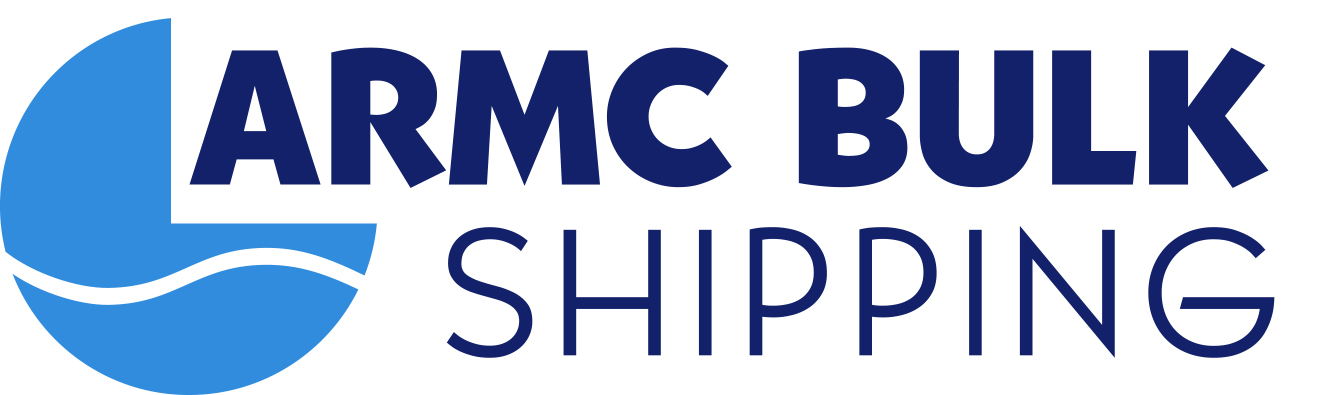 ARMC BULK
SHIPPING